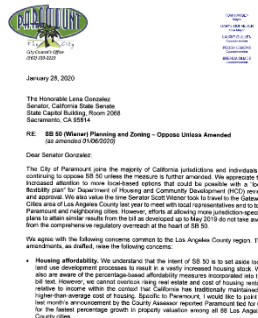 PARAMOUNT
City Council's Office
(562) 220-2225
January 28, 2020
The Honorable Lena Gonzalez
Senator, California State Senate
State Capitol Building, Room 2068
Sacramento, CA 95814
RE: SB 50 (Wiener) Planning and Zoning – Oppose Unless Amended
(as amended 01/06/2020)
Dear Senator Gonzalez:
The City of Paramount joins the majority of California jurisdictions and individuals
continuing to oppose SB 50 unless the measure is further amended. We appreciate the
increased attention to more local-based options that could be possible with a "loc
flexibility plan" for Department of Housing and Community Development (HCD) revie
and approval. We also value the time Senator Scott Wiener took to travel to the Gatew
Cities area of Los Angeles County last year to meet with local representatives and to to
Paramount and neighboring cities. However, efforts at allowing more jurisdiction-spec
plans to attain similar results from the bill as developed up to May 2019 do not take aw
from the comprehensive regulatory overreach at the heart of SB 50.
We agree with the following concerns common to the Los Angeles County region. T
amendments, as drafted, raise the following concerns:
• Housing affordability. We understand that the intent of SB 50 is to set aside loc
land use development processes to result in a vastly increased housing stock. W
also are aware of the percentage-based affordability measures incorporated into t
bill text. However, we cannot overlook rising real estate and cost of housing rent
relative to income within the context that California has traditionally maintained
higher-than-average cost of housing. Specific to Paramount, I would like to point
last month's announcement by the County Assessor reported Paramount tied for
for the fastest percentage growth in property valuation among all 88 Los Angel
County cities.